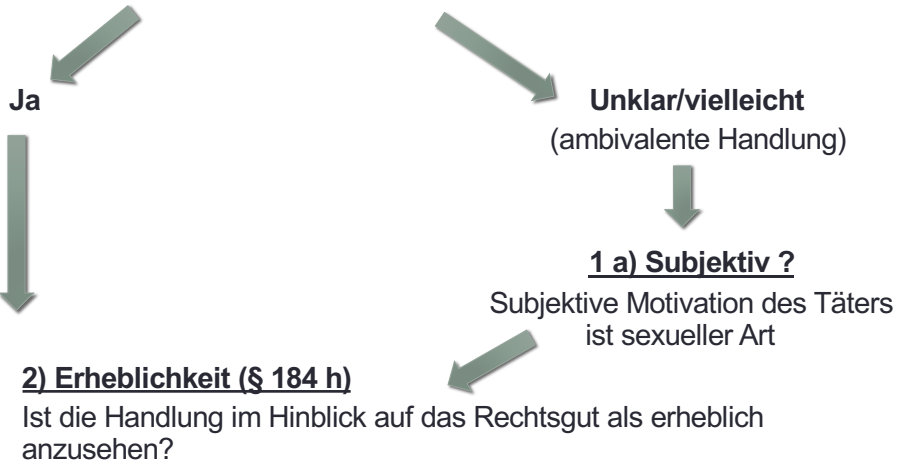 Ja
Unklar/vielleicht
(ambivalente Handlung)
1 a) Subjektiv ?
Subjektive Motivation des Täters
ist sexueller Art
2) Erheblichkeit (§ 184 h)
Ist die Handlung im Hinblick auf das Rechtsgut als erheblich
anzusehen?